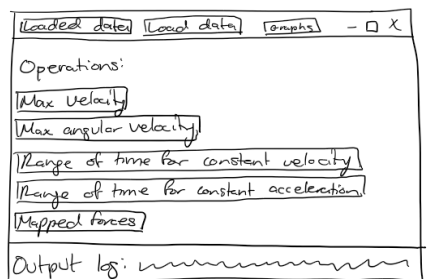 Loaded data Load data Graphs - □ X
Operations:
Max velocity
Max angular velocity
Range of time for constant velocity
Range of time for constant acceleration
Mapped forces
Output log: